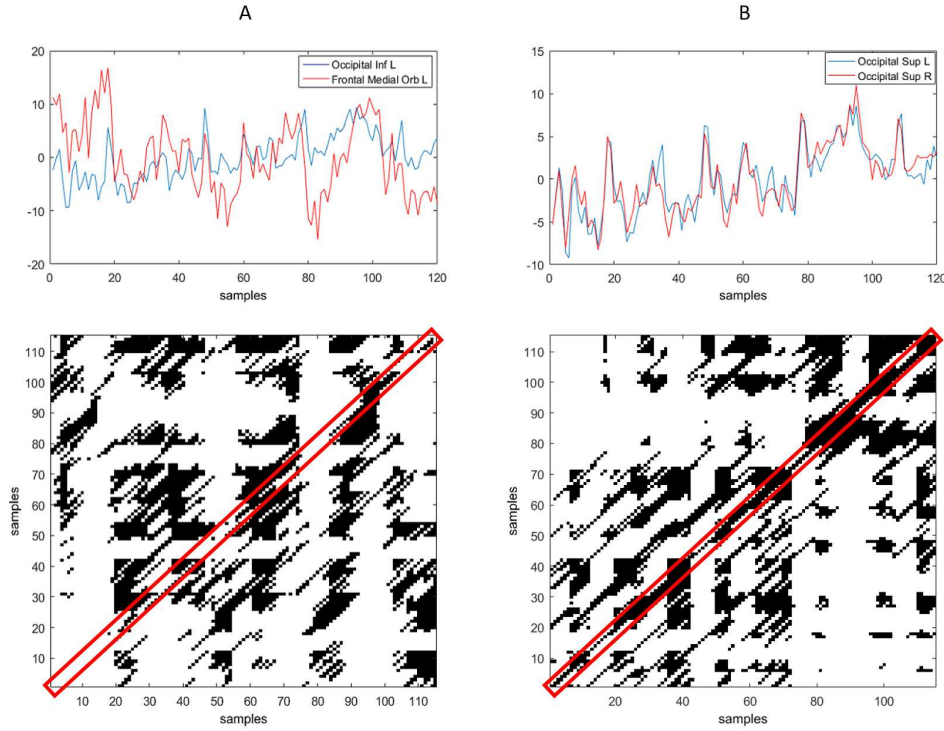 A
B
20
10
0
-10
-20
0 20 40 60 80 100 120
samples
Occipital Inf L
Frontal Medial Orb L
15
10
5
0
-5
-10
0 20 40 60 80 100 120
samples
Occipital Sup L
Occipital Sup R
110
100
90
80
70
60
50
40
30
20
10
samples
10 20 30 40 50 60 70 80 90 100 110
samples
110
100
90
80
70
60
50
40
30
20
10
samples
20 40 60 80 100
samples